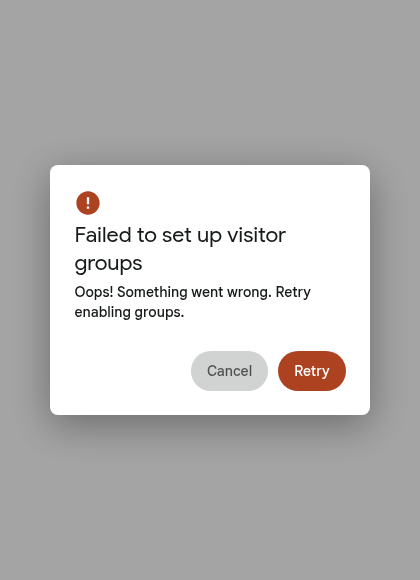 Failed to set up visitor
groups
Oops! Something went wrong. Retry
enabling groups.
Cancel
Retry